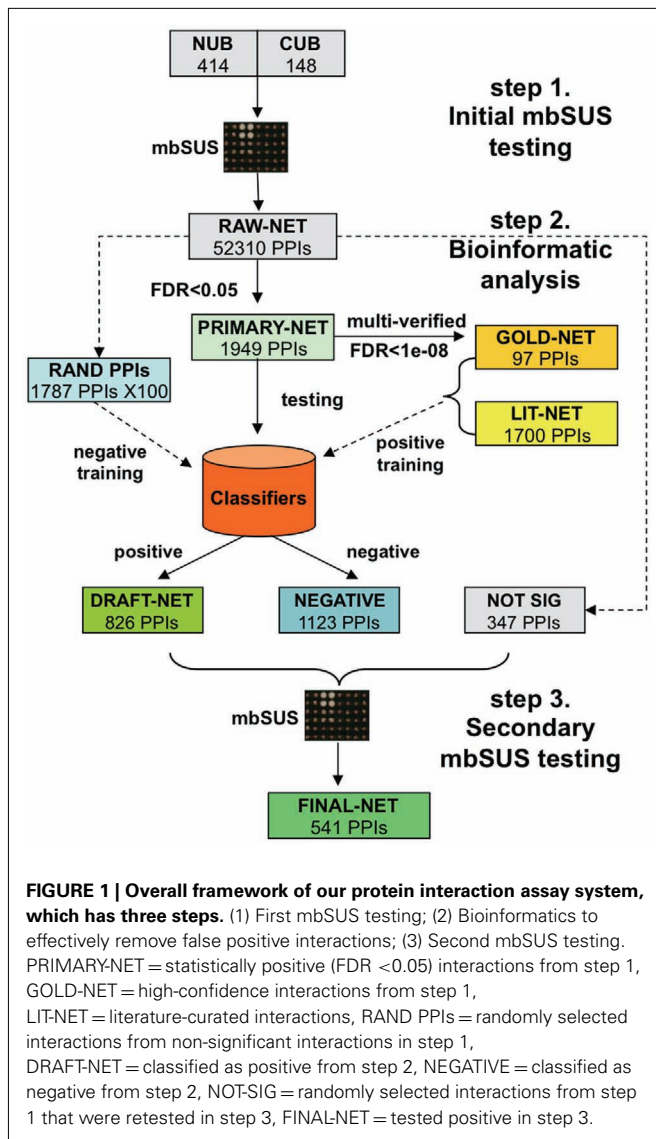 NUB
414
CUB
148
step 1.
Initial mbSUS
testing
mbSUS
RAW-NET
52310 PPIs
step 2.
Bioinformatic
analysis
FDR<0.05
PRIMARY-NET
1949 PPIs
multi-verified
FDR<1e-08
GOLD-NET
97 PPIs
RAND PPIs
1787 PPIs X100
testing
LIT-NET
1700 PPIs
negative
training
positive
training
Classifiers
positive
negative
DRAFT-NET
826 PPIs
NEGATIVE
1123 PPIs
NOT SIG
347 PPIs
mbSUS
step 3.
Secondary
mbSUS testing
FINAL-NET
541 PPIs
FIGURE 1 | Overall framework of our protein interaction assay system,
which has three steps. (1) First mbSUS testing; (2) Bioinformatics to
effectively remove false positive interactions; (3) Second mbSUS testing.
PRIMARY-NET = statistically positive (FDR <0.05) interactions from step 1,
GOLD-NET = high-confidence interactions from step 1,
LIT-NET = literature-curated interactions, RAND PPIs = randomly selected
interactions from non-significant interactions in step 1,
DRAFT-NET = classified as positive from step 2, NEGATIVE = classified as
negative from step 2, NOT-SIG = randomly selected interactions from step
1 that were retested in step 3, FINAL-NET = tested positive in step 3.